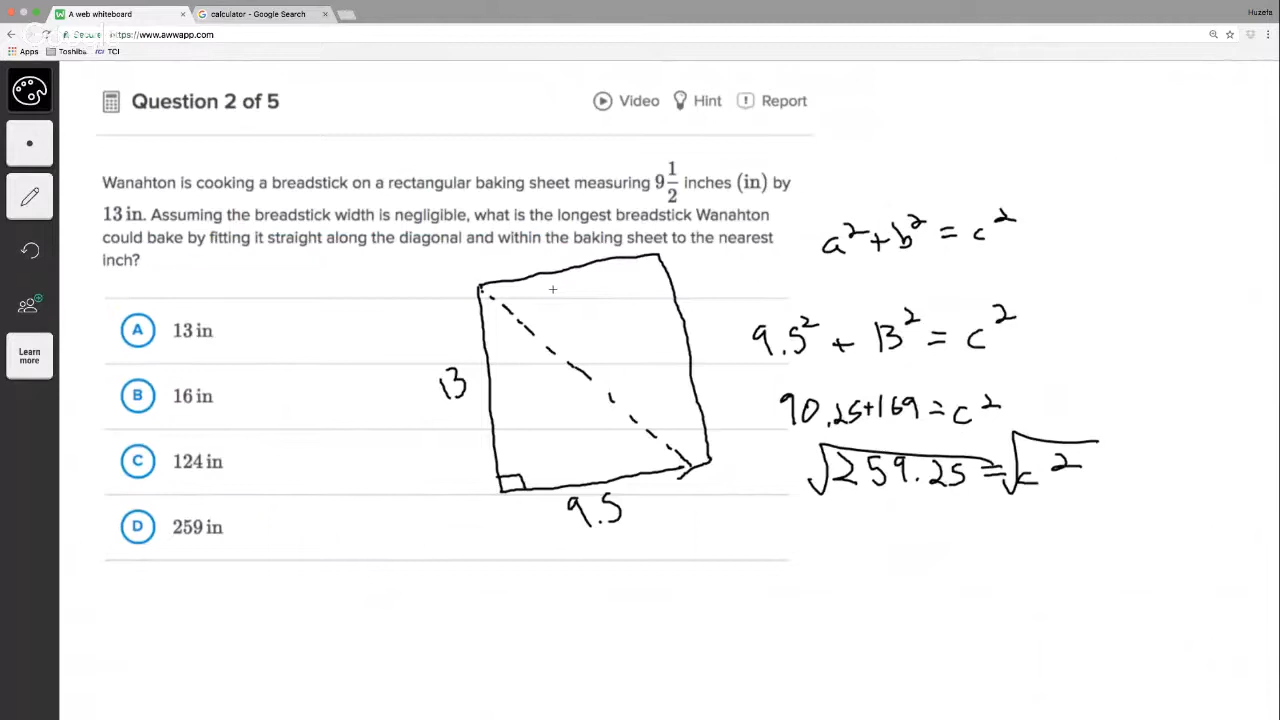 A web whiteboard
calculator - Google Search
Huzefa
Secure
https://www.awwapp.com
Apps
Toshiba
TCI
Question 2 of 5
Video
Hint
Report
Wanahton is cooking a breadstick on a rectangular baking sheet measuring 9 1/2 inches (in) by
13 in. Assuming the breadstick width is negligible, what is the longest breadstick Wanahton
could bake by fitting it straight along the diagonal and within the baking sheet to the nearest
inch?
A 13 in
B 16 in
C 124 in
D 259 in
Learn
more
13
9.5
a² + b² = c²
9.5² + 13² = c²
90.25+169 = c²
√259.25 = √c²